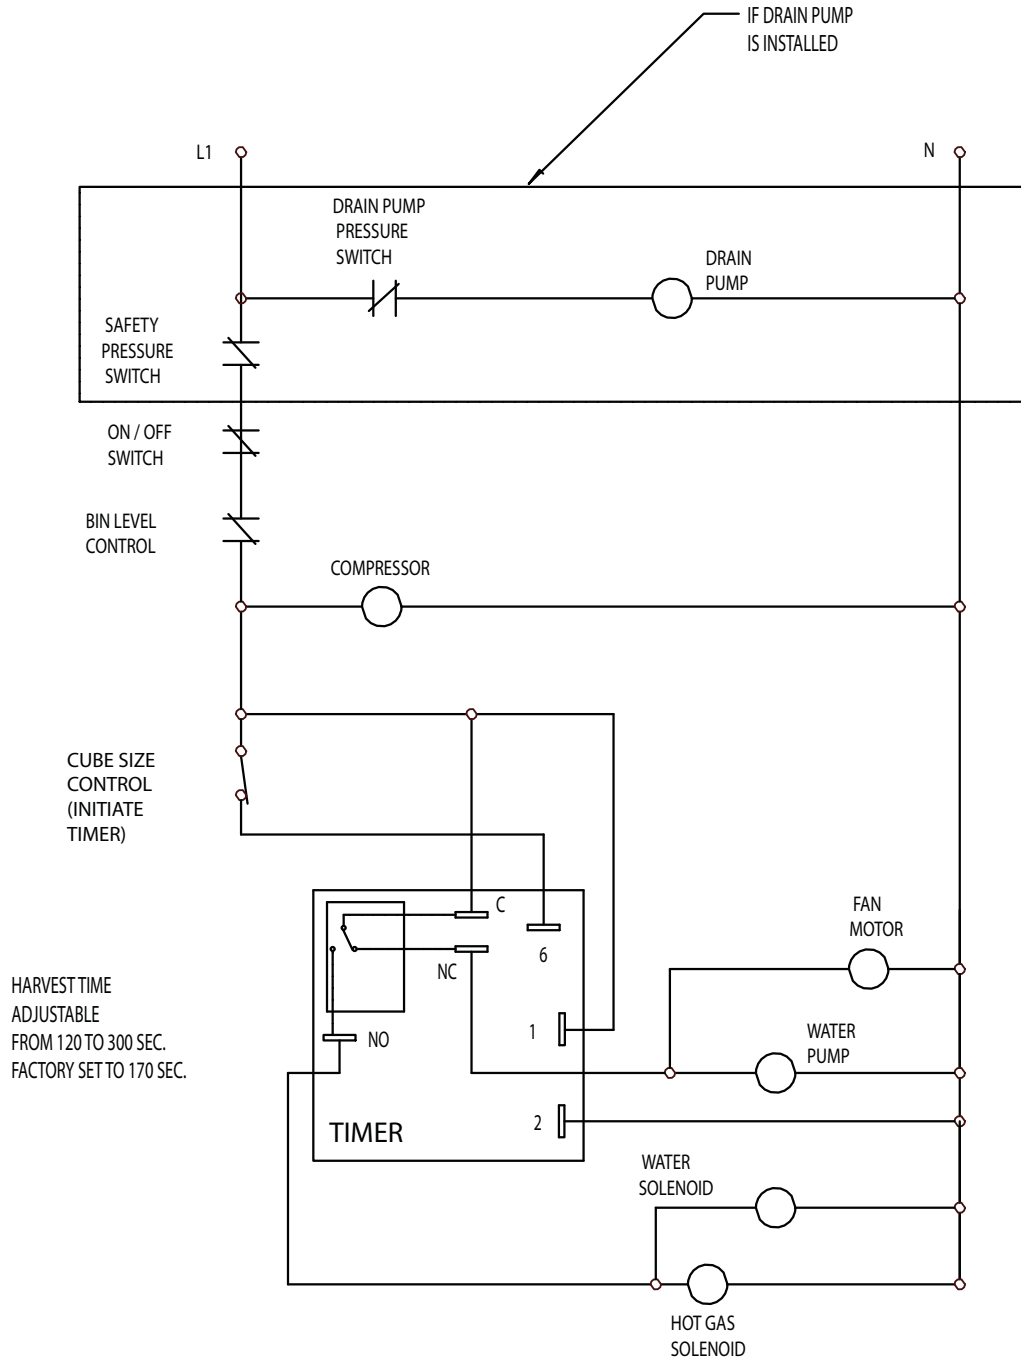 IF DRAIN PUMP
IS INSTALLED
L1
N
DRAIN PUMP
PRESSURE
SWITCH
DRAIN
PUMP
SAFETY
PRESSURE
SWITCH
ON / OFF
SWITCH
BIN LEVEL
CONTROL
COMPRESSOR
CUBE SIZE
CONTROL
(INITIATE
TIMER)
C
6
NC
FAN
MOTOR
HARVEST TIME
ADJUSTABLE
FROM 120 TO 300 SEC.
FACTORY SET TO 170 SEC.
NO
1
WATER
PUMP
2
TIMER
WATER
SOLENOID
HOT GAS
SOLENOID